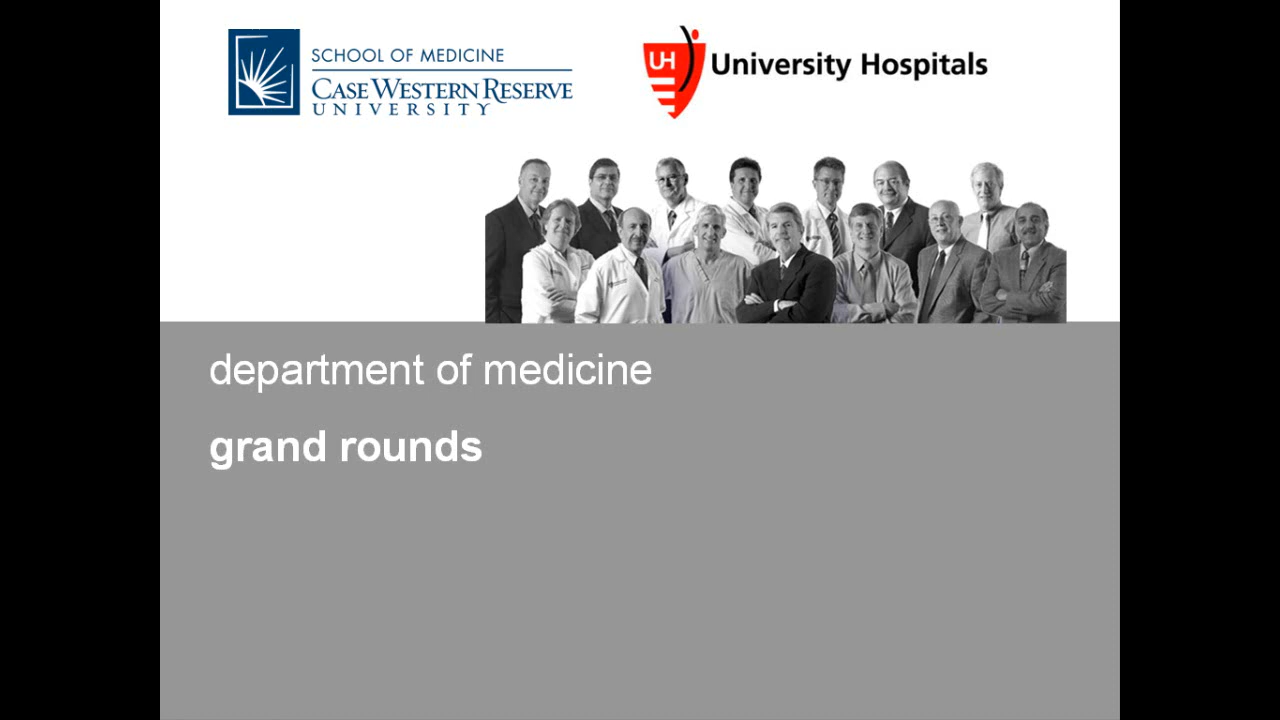 SCHOOL OF MEDICINE
CASE WESTERN RESERVE
UNIVERSITY
UH
University Hospitals
department of medicine
grand rounds